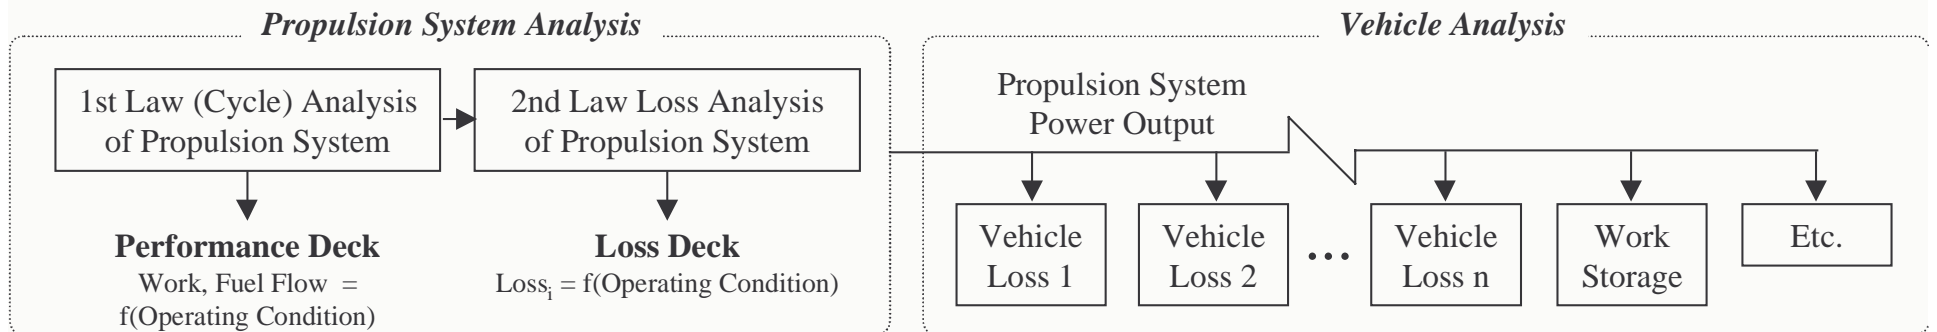 Propulsion System Analysis
1st Law (Cycle) Analysis
of Propulsion System
2nd Law Loss Analysis
of Propulsion System
Performance Deck
Work, Fuel Flow =
f(Operating Condition)
Loss Deck
Lossi = f(Operating Condition)
Vehicle Analysis
Propulsion System
Power Output
Vehicle
Loss 1
Vehicle
Loss 2
...
Vehicle
Loss n
Work
Storage
Etc.